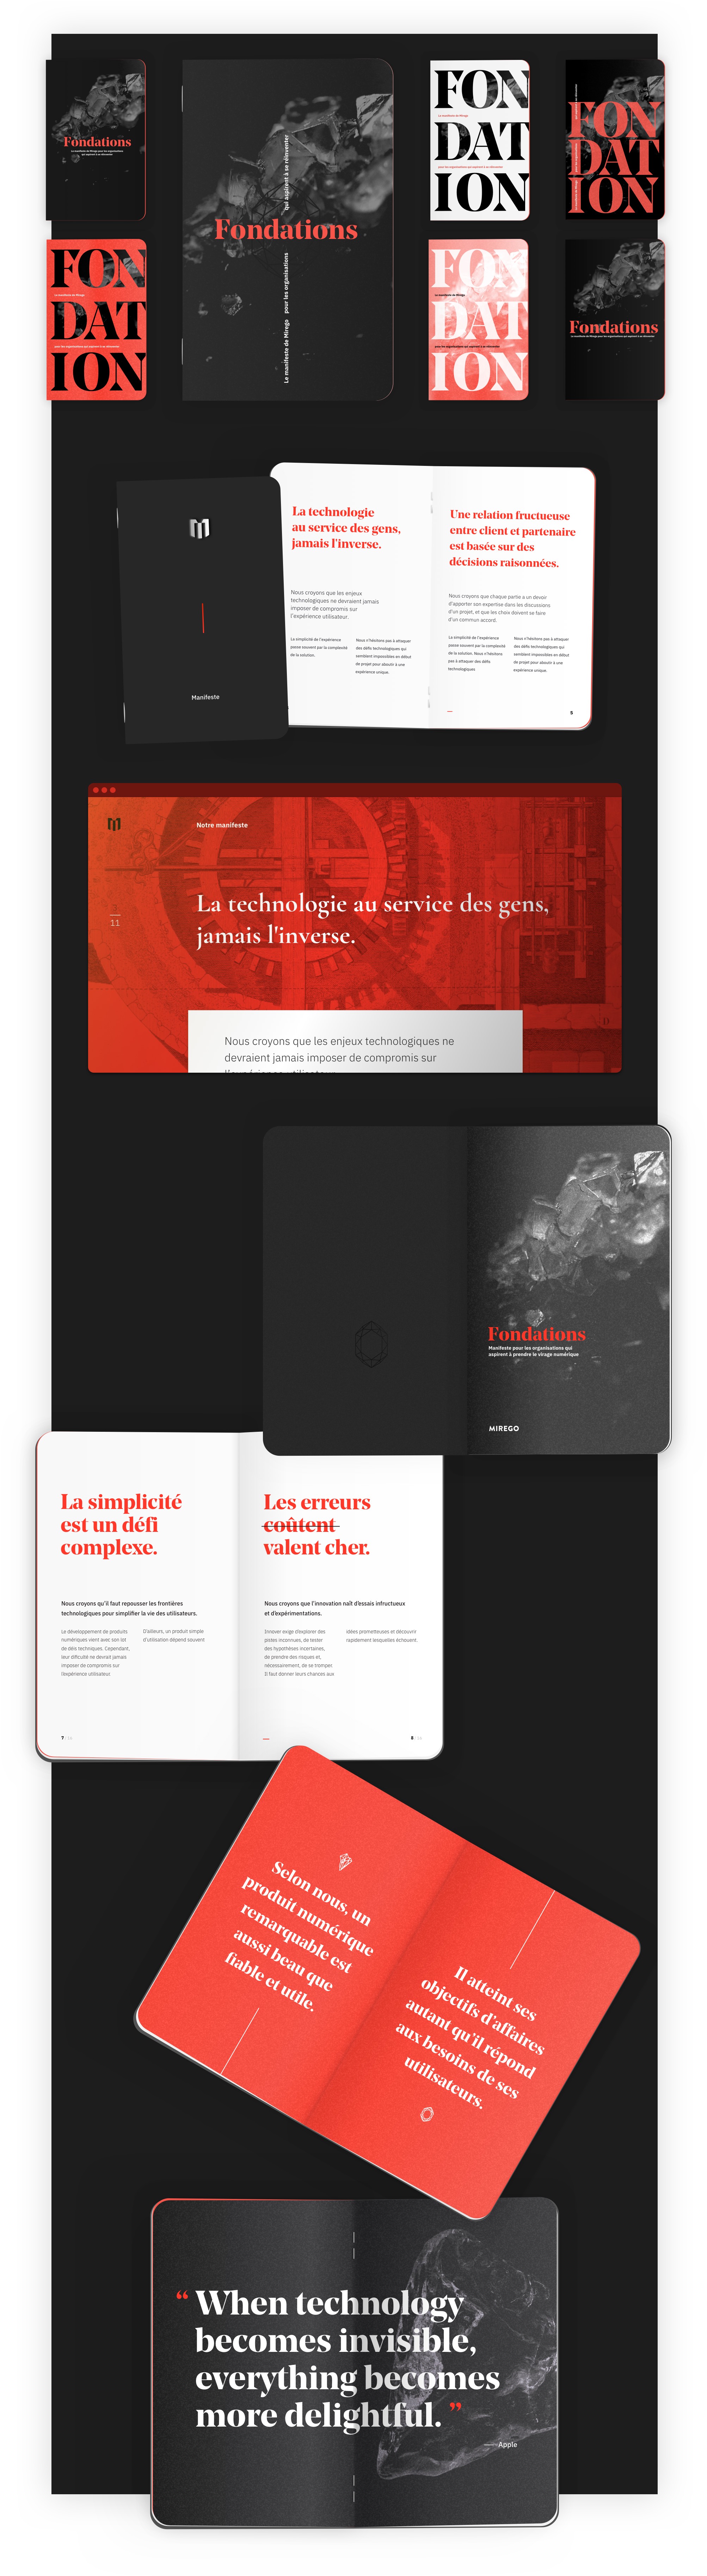 Fondations
Le manifeste de Mirego pour les organisations
qui aspirent à se réinventer
Fondations
Le manifeste de Mirego pour les organisations qui aspirent à se réinventer
FON
Le manifeste de Mirego
DAT
pour les organisations qui aspirent à se réinventer
ION
FON
DAT
ION
FON
Le manifeste de Mirego
DAT
pour les organisations qui aspirent à se réinventer
ION
FON
Le manifeste de Mirego
DAT
pour les organisations qui aspirent à se réinventer
ION
Fondations
Le manifeste de Mirego pour les organisations qui aspirent à se réinventer
Manifeste
La technologie
au service des gens,
jamais l'inverse.
Nous croyons que les enjeux
technologiques ne devraient jamais
imposer de compromis sur
l'expérience utilisateur.
La simplicité de l'expérience
passe souvent par la complexité
de la solution.
Nous n'hésitons pas à attaquer
des défis technologiques qui
semblent impossibles en début
de projet pour aboutir à une
expérience unique.
Une relation fructueuse
entre client et partenaire
est basée sur des
décisions raisonnées.
Nous croyons que chaque partie a un devoir
d'apporter son expertise dans les discussions
d'un projet, et que les choix doivent se faire
d'un commun accord.
La simplicité de l'expérience
passe souvent par la complexité
de la solution. Nous n'hésitons
pas à attaquer des défis
technologiques
Nous n'hésitons pas à attaquer
des défis technologiques qui
semblent impossibles en début
de projet pour aboutir à une
expérience unique.
Notre manifeste
11
La technologie au service des gens,
jamais l'inverse.
D
Nous croyons que les enjeux technologiques ne
devraient jamais imposer de compromis sur
l'expérience utilisateur
Fondations
Manifeste pour les organisations qui
aspirent à prendre le virage numérique
MIREGO
La simplicité
est un défi
complexe.
Nous croyons qu'il faut repousser les frontières
technologiques pour simplifier la vie des utilisateurs.
Le développement de produits
numériques vient avec son lot
de défis techniques. Cependant,
leur difficulté ne devrait jamais
imposer de compromis sur
l'expérience utilisateur.
D'ailleurs, un produit simple
d'utilisation dépend souvent
7
Les erreurs
coûtent
valent cher.
Nous croyons que l'innovation naît d'essais infructueux
et d'expérimentations.
Innover exige d'explorer des
pistes inconnues, de tester
des hypothèses incertaines,
de prendre des risques et,
nécessairement, de se tromper.
Il faut donner leurs chances aux
idées prometteuses et découvrir
rapidement lesquelles échouent.
8
Selon nous, un
produit numérique
remarquable est
aussi beau que
fiable et utile.
Il atteint ses
objectifs d'affaires
autant qu'il répond
aux besoins de ses
utilisateurs.
“ When technology
becomes invisible,
everything becomes
more delightful. ”
—Apple